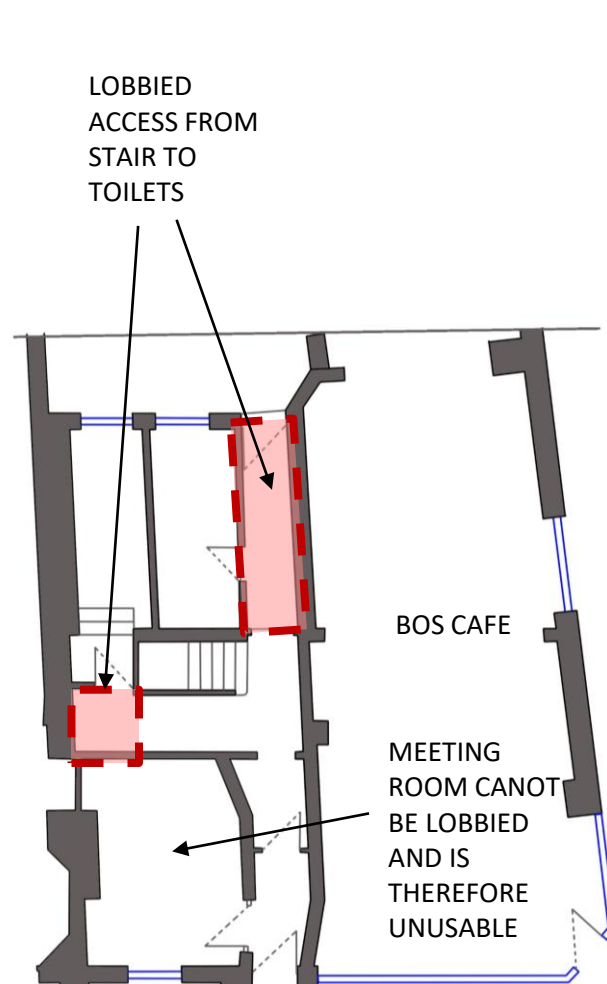 LOBBIED
ACCESS FROM
STAIR TO
TOILETS
BOS CAFE
MEETING
ROOM CANOT
BE LOBBIED
AND IS
THEREFORE
UNUSABLE